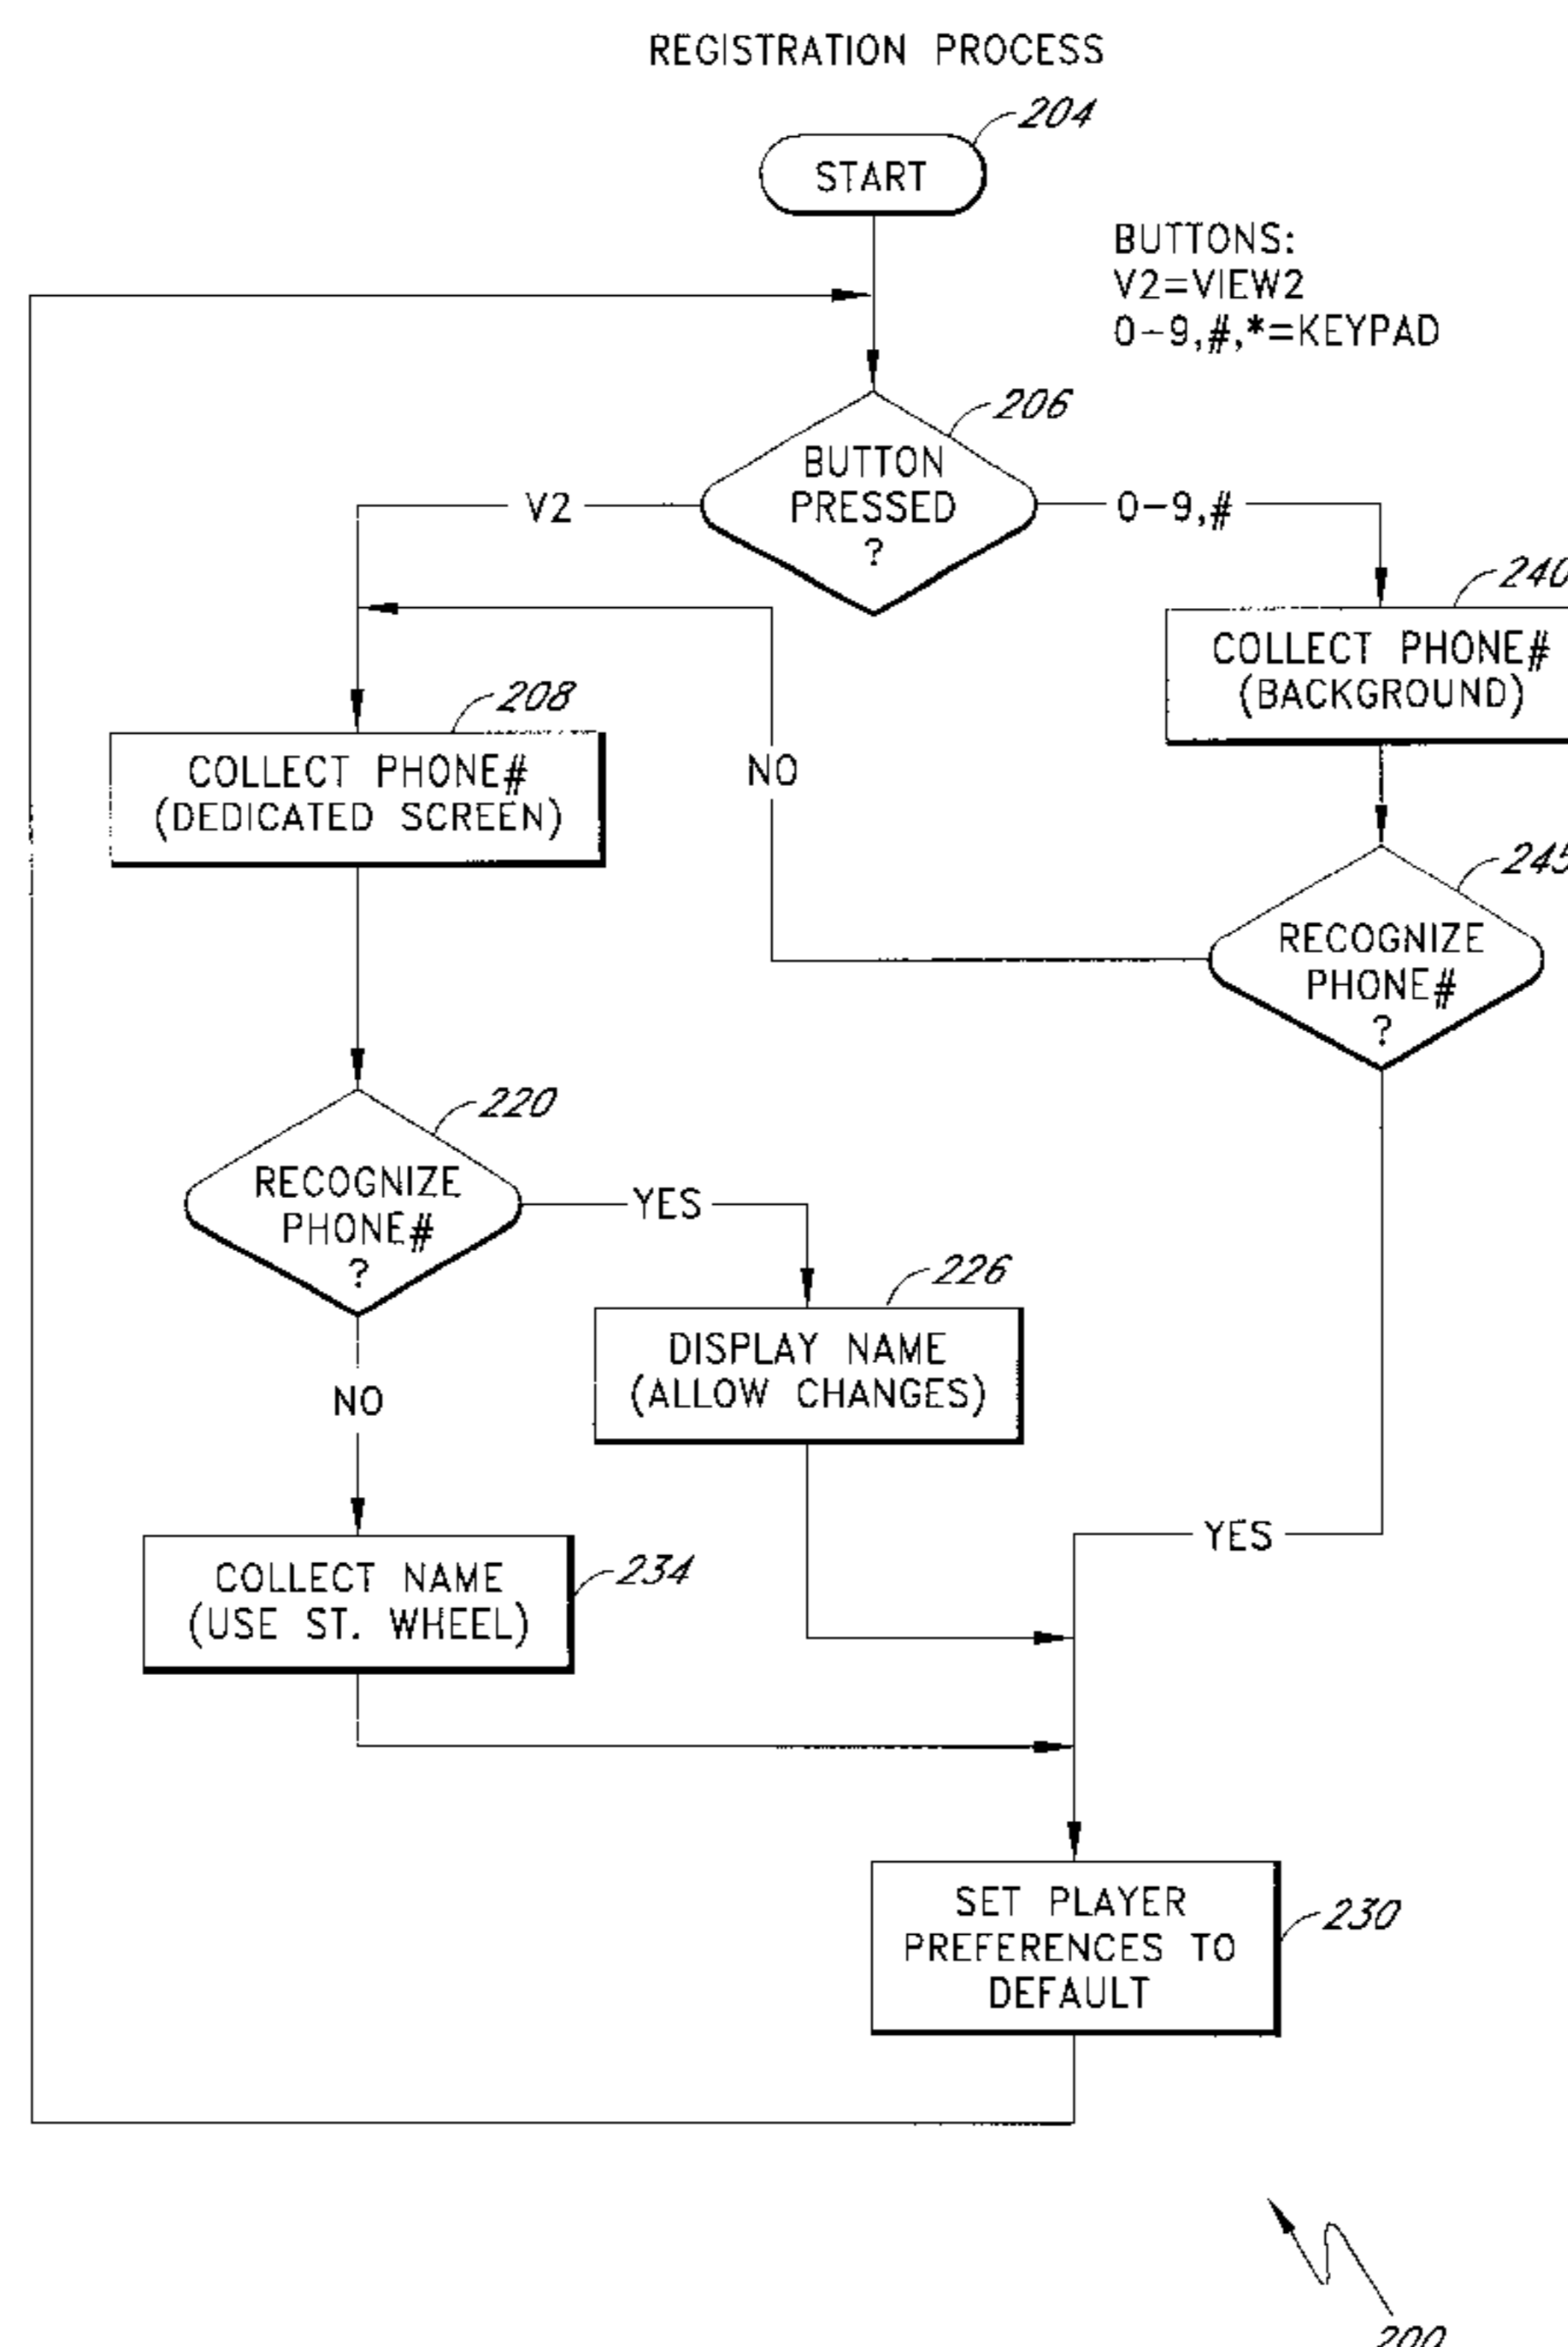 REGISTRATION PROCESS
204
START
BUTTONS:
V2=VIEW2
0-9,#,*=KEYPAD
206
BUTTON
PRESSED
?
V2
0-9,#
240
COLLECT PHONE#
(BACKGROUND)
208
COLLECT PHONE#
(DEDICATED SCREEN)
NO
245
RECOGNIZE
PHONE#
?
220
RECOGNIZE
PHONE#
?
YES
226
DISPLAY NAME
(ALLOW CHANGES)
NO
YES
COLLECT NAME
(USE ST. WHEEL)
234
SET PLAYER
PREFERENCES TO
DEFAULT
230
200